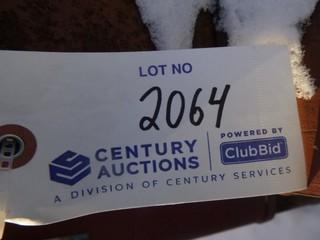 LOT NO
2064
CENTURY AUCTIONS
POWERED BY
ClubBid
A DIVISION OF CENTURY SERVICES